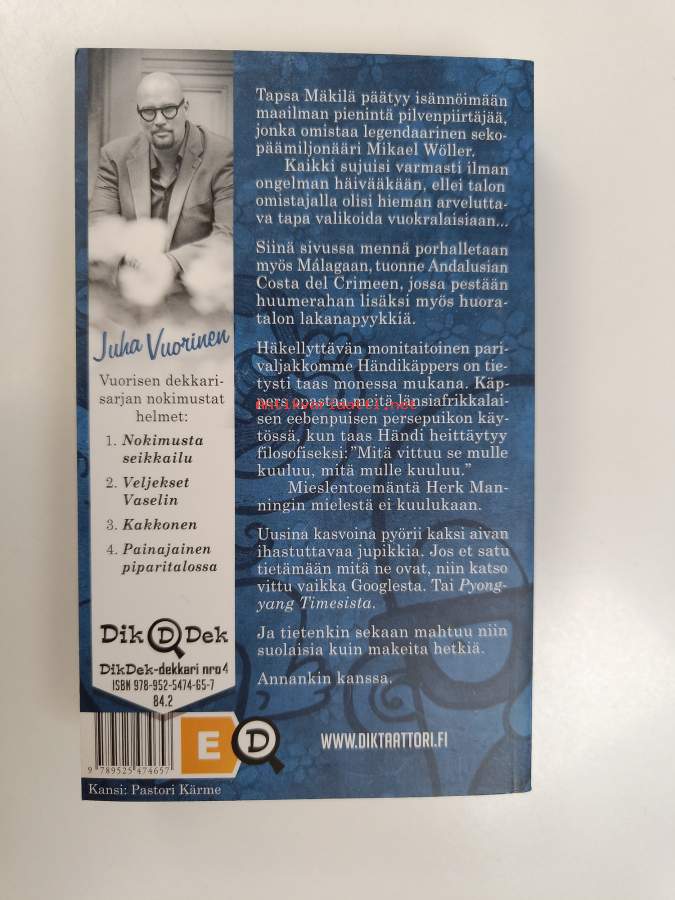 Tapsa Mäkilä päätyy isännöimään
maailman pienintä pilvenpiirtäjää,
jonka omistaa legendaarinen seko-
päämiljonääri Mikael Wöller.
Kaikki sujuisi varmasti ilman
ongelman häivääkään, ellei talon
omistajalla olisi hieman arvelutta-
va tapa valikoida vuokralaisiaan...
Siinä sivussa mennä porhalletaan
myös Málagaan, tuonne Andalusian
Costa del Crimeen, jossa pestään
huumerahan lisäksi myös huora-
talon lakanapyykkiä.
Häkellyttävän monitaitoinen pari-
valjakkomme Händikäppers on tie-
tysti taas monessa mukana. Käp-
pers opastaa meitä länsiafrikkalai-
sen eebenpuisen persepuikon käy-
tössä, kun taas Händi heittäytyy
filosofiseksi: "Mitä vittuu se mulle
kuuluu, mitä mulle kuuluu."
Mieslentoemäntä Herk Man-
ningin mielestä ei kuulukaan.
Uusina kasvoina pyörii kaksi aivan
ihastuttavaa jupikkia. Jos et satu
tietämään mitä ne ovat, niin katso
vittu vaikka Googlesta. Tai Pyong-
yang Timesista.
Ja tietenkin sekaan mahtuu niin
suolaisia kuin makeita hetkiä.
Annankin kanssa.
Juha Vuorinen
Vuorisen dekkari-
sarjan nokimustat
helmet:
1. Nokimusta
seikkailu
2. Veljekset
Vaselin
3. Kakkonen
4. Painajainen
piparitalossa
Dik D Dek
DikDek-dekkari nro 4
ISBN 978-952-5474-65-7
84.2
9 789525 474657
E D
WWW.DIKTAATTORI.FI
Kansi: Pastori Kärme
antikvariaatti.net